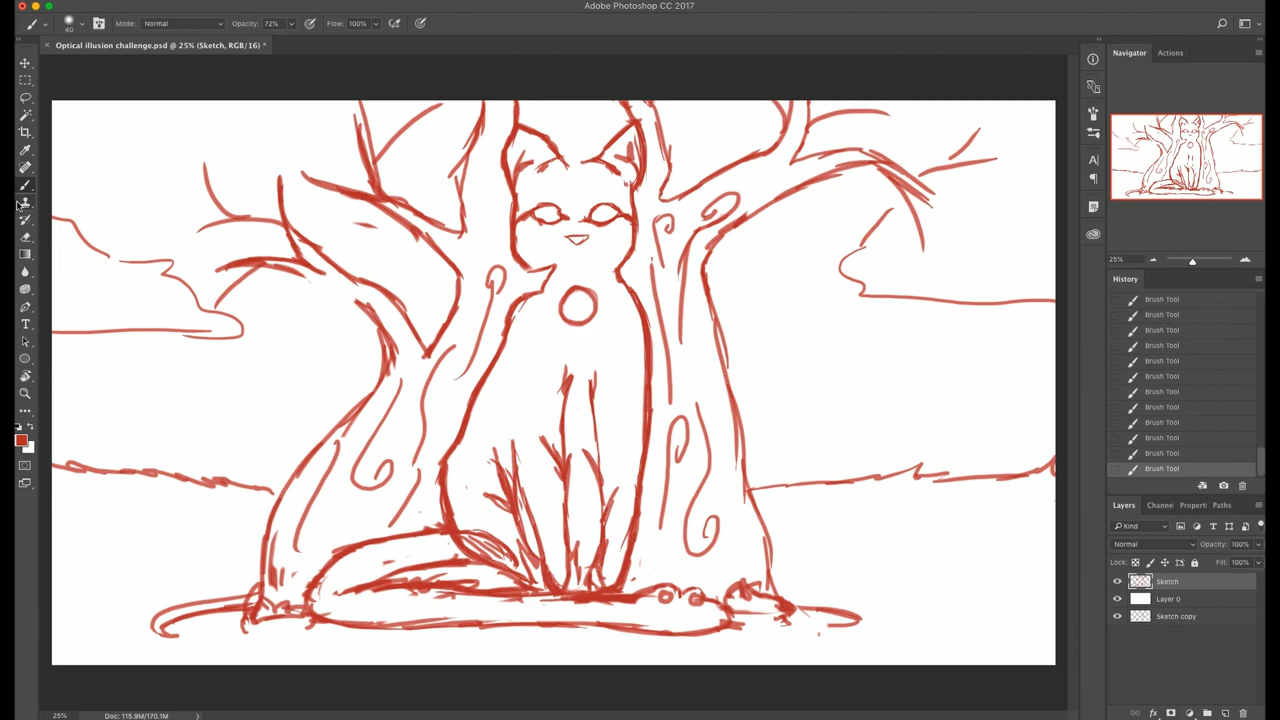 Adobe Photoshop CC 2017
40
Mode: Normal
Opacity: 72%
Flow: 100%
Optical illusion challenge.psd @ 25% (Sketch, RGB/16) *
Navigator
Actions
25%
History
Brush Tool
Brush Tool
Brush Tool
Brush Tool
Brush Tool
Brush Tool
Brush Tool
Brush Tool
Brush Tool
Brush Tool
Brush Tool
Brush Tool
Layers
Channe
Properti
Paths
Kind
Normal
Opacity: 100%
Lock:
Fill: 100%
Sketch
Layer 0
Sketch copy
25%
Doc: 115.9M/170.1M